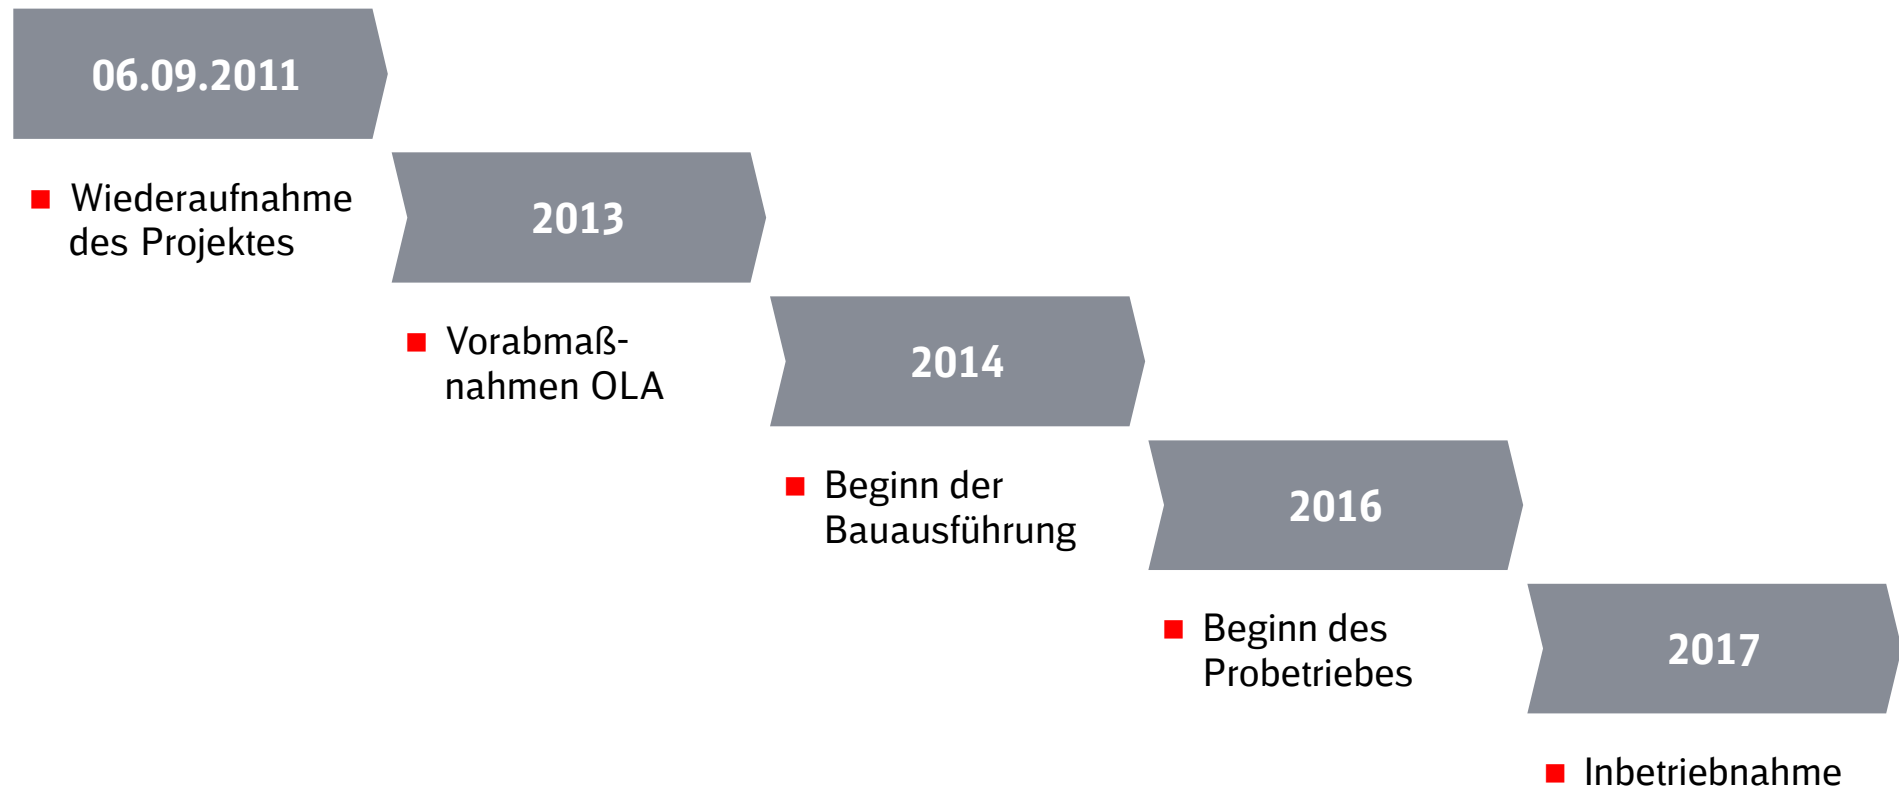 06.09.2011
Wiederaufnahme
des Projektes
2013
Vorabmaß-
nahmen OLA
2014
Beginn der
Bauausführung
2016
Beginn des
Probetriebes
2017
Inbetriebnahme